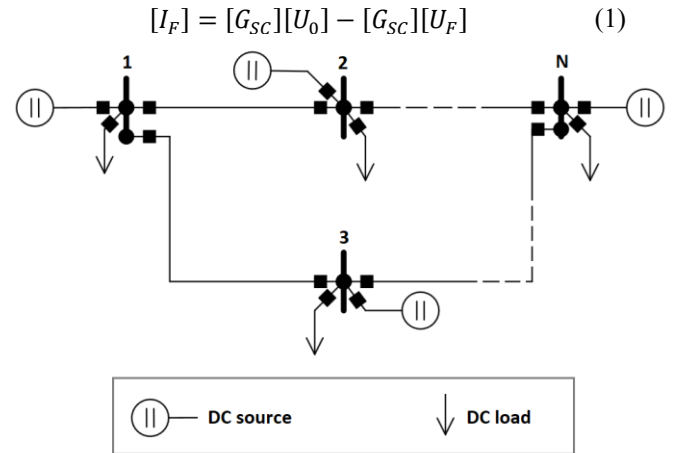 [I_F] = [G_SC][U_0] − [G_SC][U_F] (1)
1 2 N
3
DC source DC load